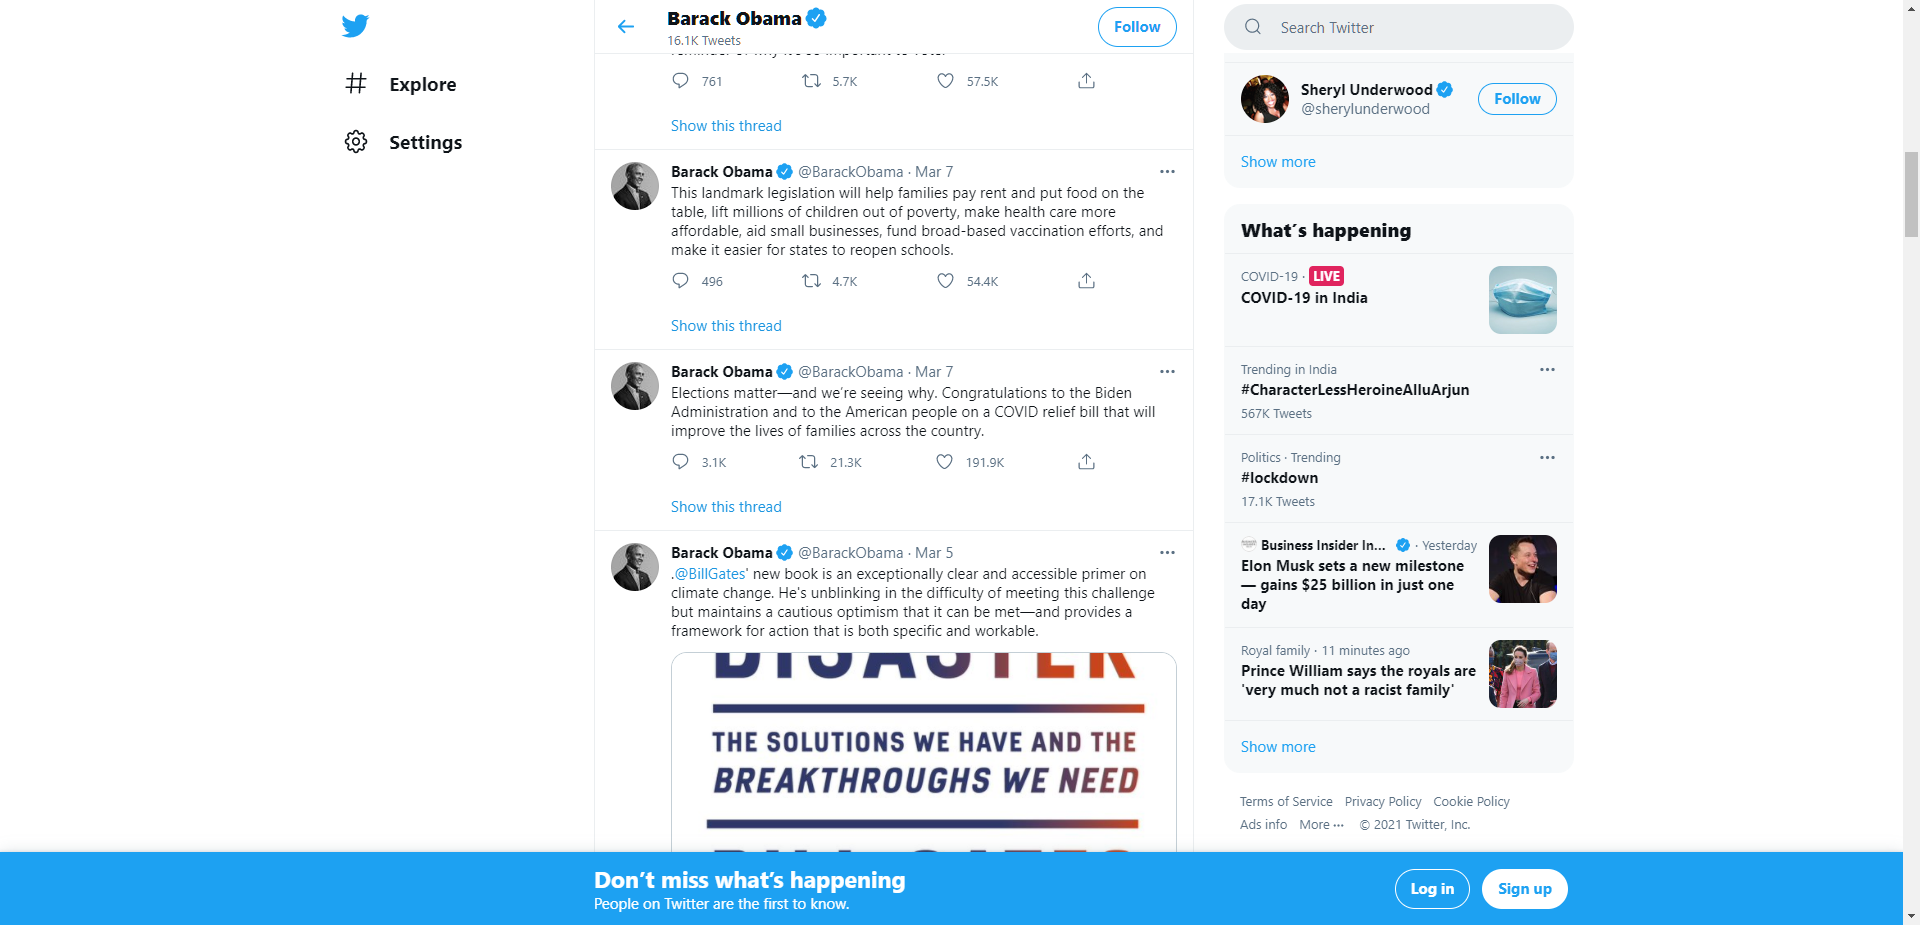 Explore
Settings
Barack Obama
16.1K Tweets
Follow
reminder of why it's so important to vote.
761 5.7K 57.5K
Show this thread
Barack Obama @BarackObama · Mar 7
This landmark legislation will help families pay rent and put food on the
table, lift millions of children out of poverty, make health care more
affordable, aid small businesses, fund broad-based vaccination efforts, and
make it easier for states to reopen schools.
496 4.7K 54.4K
Show this thread
Barack Obama @BarackObama · Mar 7
Elections matter—and we're seeing why. Congratulations to the Biden
Administration and to the American people on a COVID relief bill that will
improve the lives of families across the country.
3.1K 21.3K 191.9K
Show this thread
Barack Obama @BarackObama · Mar 5
.@BillGates' new book is an exceptionally clear and accessible primer on
climate change. He's unblinking in the difficulty of meeting this challenge
but maintains a cautious optimism that it can be met—and provides a
framework for action that is both specific and workable.
DISASTER
THE SOLUTIONS WE HAVE AND THE
BREAKTHROUGHS WE NEED
BILL GATES
Search Twitter
Sheryl Underwood
@sherylunderwood
Follow
Show more
What's happening
COVID-19 · LIVE
COVID-19 in India
Trending in India
#CharacterLessHeroineAlluArjun
567K Tweets
Politics · Trending
#lockdown
17.1K Tweets
Business Insider In... · Yesterday
Elon Musk sets a new milestone
— gains $25 billion in just one
day
Royal family · 11 minutes ago
Prince William says the royals are
'very much not a racist family'
Show more
Terms of Service Privacy Policy Cookie Policy
Ads info More ··· © 2021 Twitter, Inc.
Don't miss what's happening
People on Twitter are the first to know.
Log in
Sign up